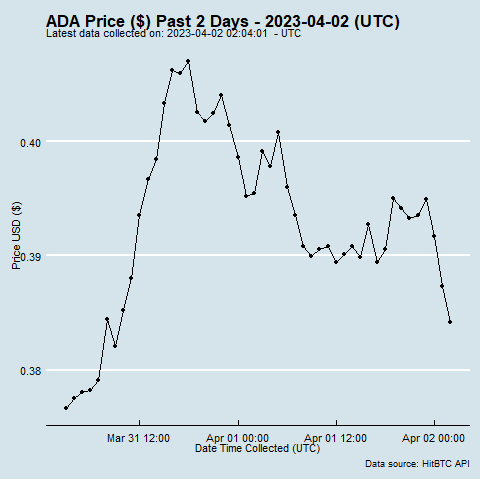 ADA Price ($) Past 2 Days - 2023-04-02 (UTC)
Latest data collected on: 2023-04-02 02:04:01 - UTC
Price USD ($)
0.40
0.39
0.38
Mar 31 12:00
Apr 01 00:00
Apr 01 12:00
Apr 02 00:00
Date Time Collected (UTC)
Data source: HitBTC API